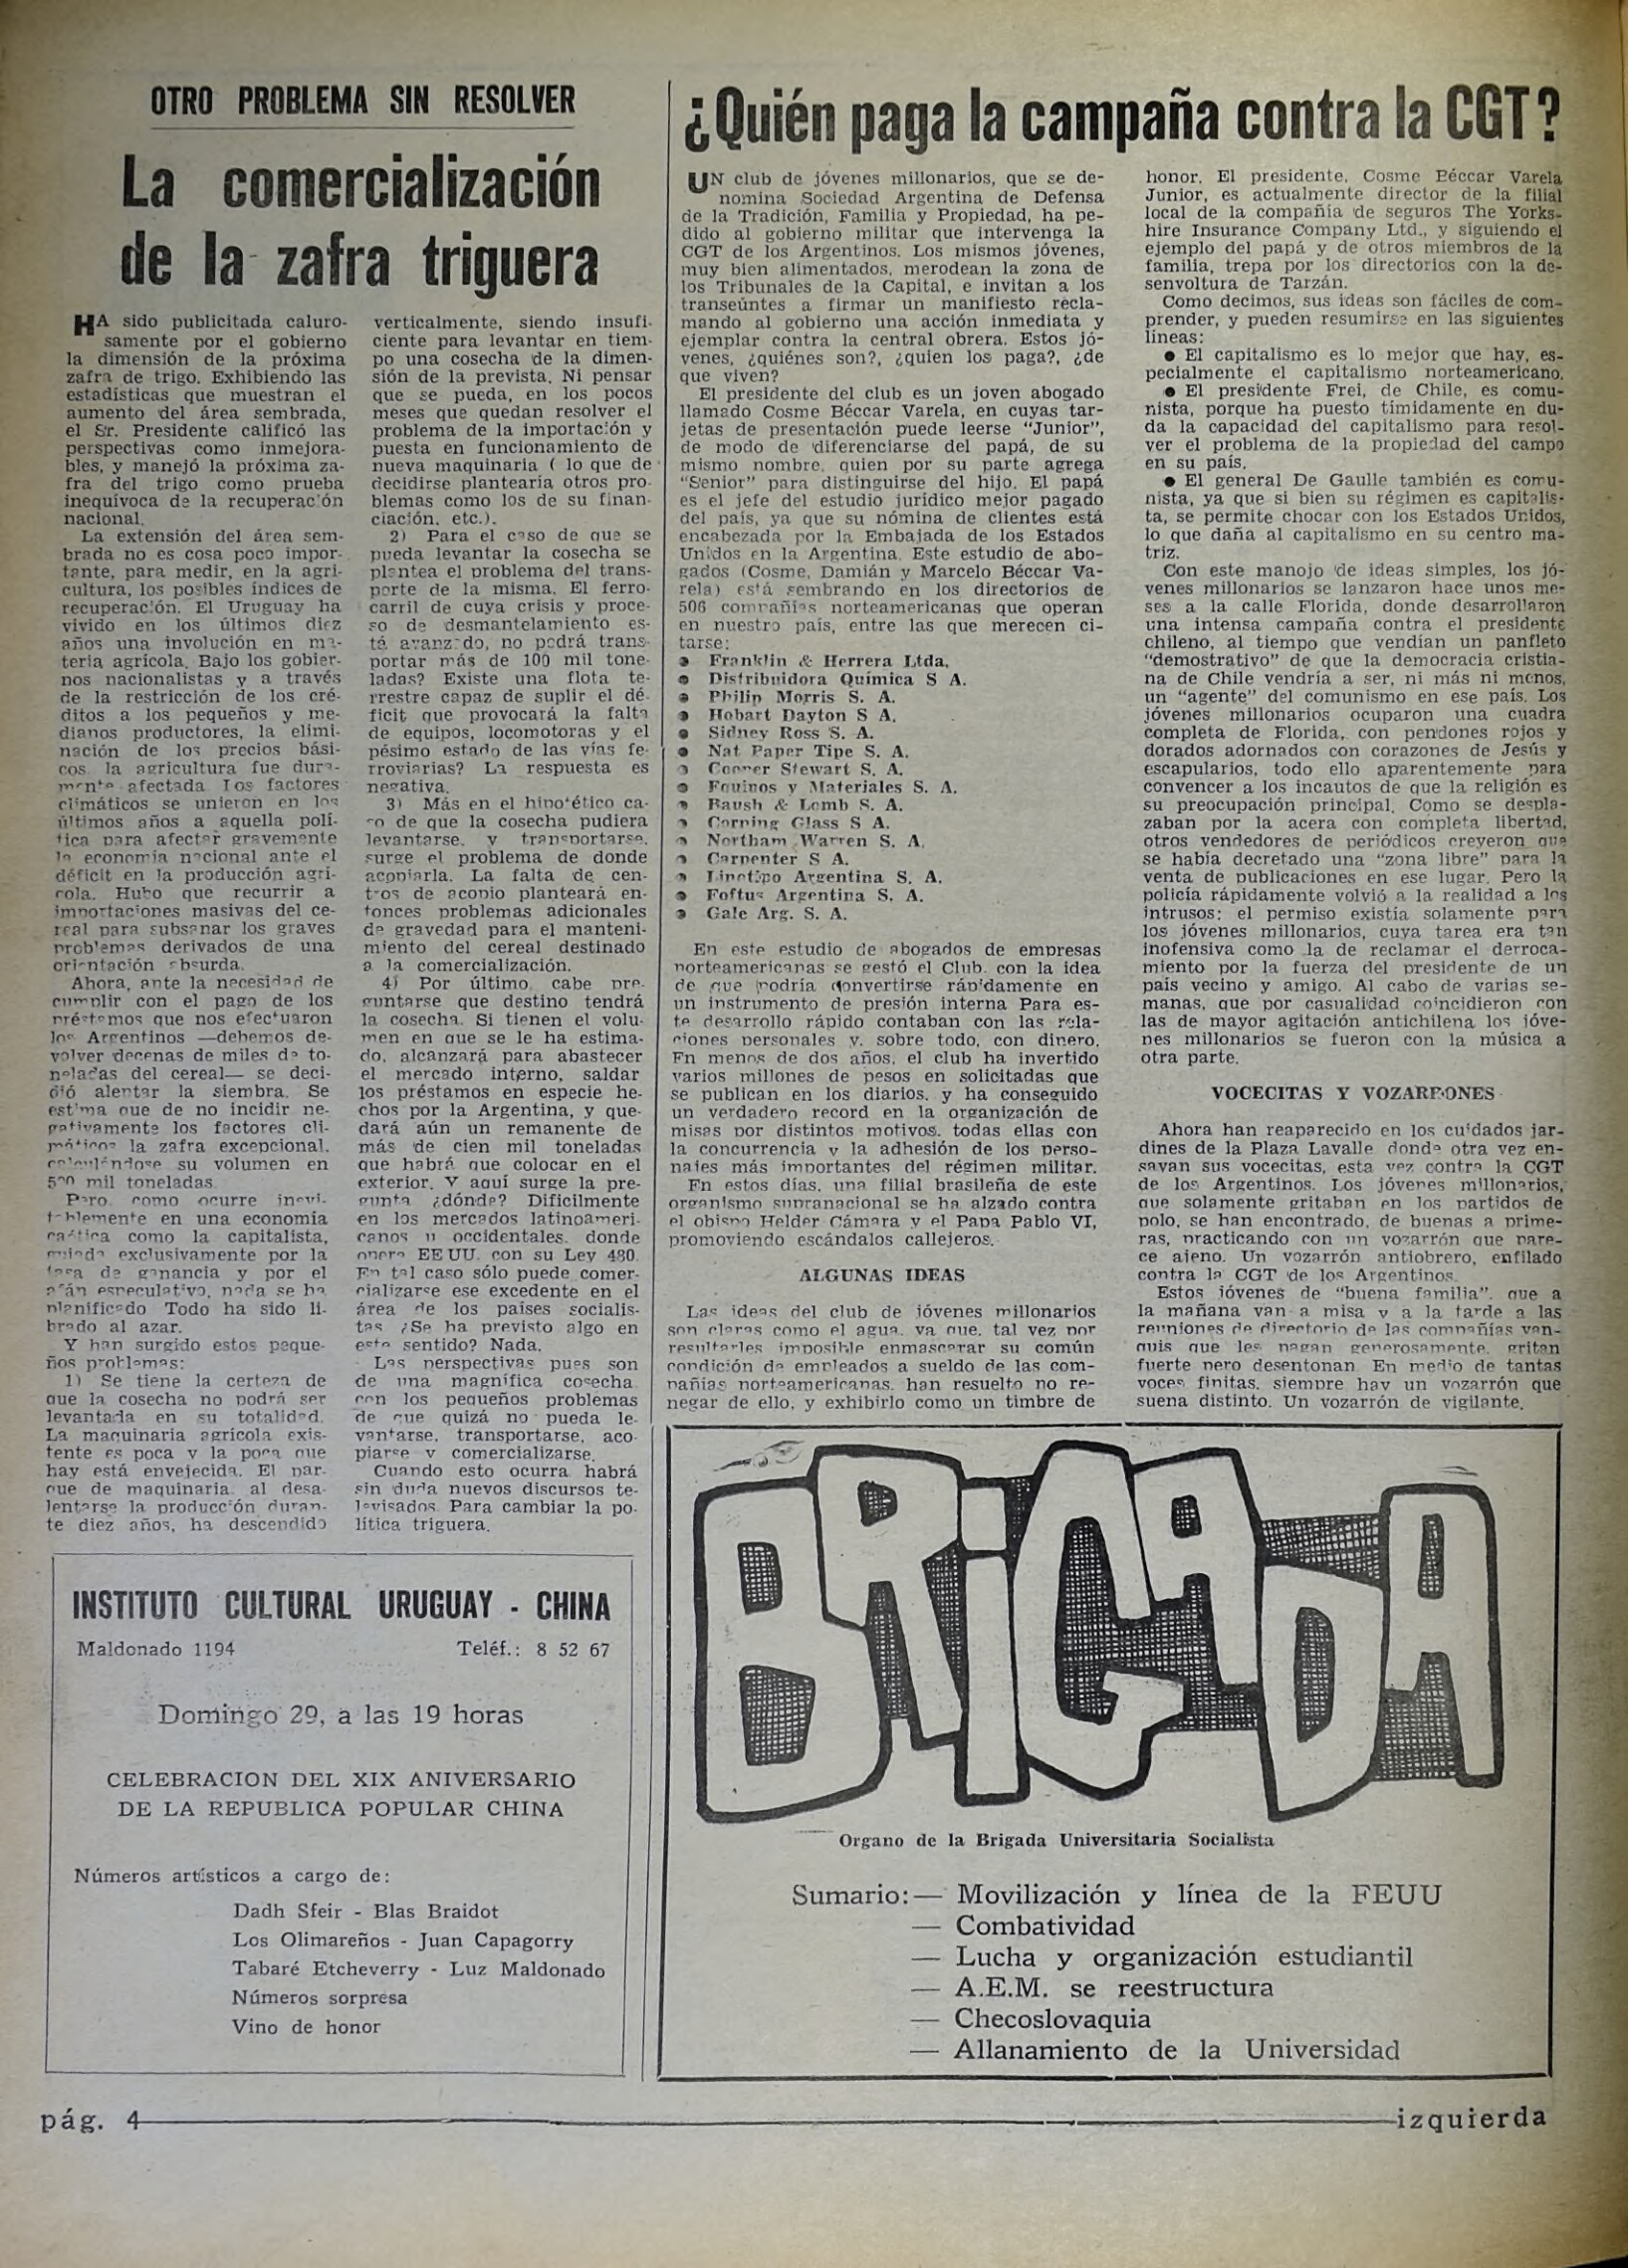 OTRO PROBLEMA SIN RESOLVER
La comercialización
de la zafra triguera
HA sido publicitada caluro-
samente por el gobierno
la dimensión de la próxima
zafra de trigo. Exhibiendo las
estadísticas que muestran el
aumento del área sembrada,
el Sr. Presidente calificó las
perspectivas como inmejora-
bles, y manejó la próxima za-
fra del trigo como prueba
inequívoca de la recuperación
nacional.
La extensión del área sem-
brada no es cosa poco impor-
tante, para medir, en la agri-
cultura, los posibles índices de
recuperación. El Uruguay ha
vivido en los últimos diez
años una involución en ma-
teria agrícola. Bajo los gobier-
nos nacionalistas y a través
de la restricción de los cré-
ditos a los pequeños y me-
dianos productores, la elimi-
nación de los precios bási-
cos la agricultura fue dura-
mente afectada Los factores
climáticos se unieron en los
últimos años a aquella polí-
tica para afectar gravemente
la economía nacional ante el
déficit en la producción agrí-
cola. Hubo que recurrir a
importaciones masivas del ce-
real para subsanar los graves
problemas derivados de una
orientación absurda.
Ahora, ante la necesidad de
cumplir con el pago de los
préstamos que nos efectuaron
los Argentinos —debemos de-
volver decenas de miles de to-
neladas del cereal— se deci-
dió alentar la siembra. Se
estima que de no incidir ne-
gativamente los factores cli-
máticos la zafra excepcional,
calculándose su volumen en
500 mil toneladas
Pero como ocurre inevi-
tablemente en una economía
caótica como la capitalista,
guiada exclusivamente por la
tasa de ganancia y por el
afán especulativo, nada se ha
planificado Todo ha sido li-
brado al azar.
Y han surgido estos peque-
ños problemas:
1) Se tiene la certeza de
que la cosecha no podrá ser
levantada en su totalidad.
La maquinaria agrícola exis-
tente es poca y la poca que
hay está envejecida. El par-
que de maquinaria al desa-
lentarse la producción duran-
te diez años, ha descendido
verticalmente, siendo insufi-
ciente para levantar en tiem-
po una cosecha de la dimen-
sión de la prevista. Ni pensar
que se pueda, en los pocos
meses que quedan resolver el
problema de la importación y
puesta en funcionamiento de
nueva maquinaria ( lo que de
decidirse plantearía otros pro-
blemas como los de su finan-
ciación, etc.).
2) Para el caso de que se
pueda levantar la cosecha se
plantea el problema del trans-
porte de la misma. El ferro-
carril de cuya crisis y proce-
so de desmantelamiento es-
tá avanzado, no podrá trans-
portar más de 100 mil tone-
ladas? Existe una flota te-
rrestre capaz de suplir el dé-
ficit que provocará la falta
de equipos, locomotoras y el
pésimo estado de las vías fe-
rroviarias? La respuesta es
negativa.
3) Más en el hipotético ca-
so de que la cosecha pudiera
levantarse, y transportarse,
surge el problema de donde
acopiarla. La falta de cen-
tros de acopio planteará en-
tonces problemas adicionales
de gravedad para el manteni-
miento del cereal destinado
a la comercialización.
4) Por último, cabe pre-
guntarse que destino tendrá
la cosecha. Si tienen el volu-
men en que se le ha estima-
do, alcanzará para abastecer
el mercado interno, saldar
los préstamos en especie he-
chos por la Argentina, y que-
dará aún un remanente de
más de cien mil toneladas
que habrá que colocar en el
exterior. Y aquí surge la pre-
gunta ¿dónde? Difícilmente
en los mercados latinoameri-
canos u occidentales, donde
opera EE UU. con su Ley 480.
En tal caso sólo puede comer-
cializarse ese excedente en el
área de los países socialis-
tas ¿Se ha previsto algo en
este sentido? Nada.
Las perspectivas pues son
de una magnífica cosecha
con los pequeños problemas
de que quizá no pueda le-
vantarse, transportarse, aco-
piarse y comercializarse.
Cuando esto ocurra habrá
sin duda nuevos discursos te-
levisados. Para cambiar la po-
lítica triguera.
¿Quién paga la campaña contra la CGT?
UN club de jóvenes millonarios, que se de-
nomina Sociedad Argentina de Defensa
de la Tradición, Familia y Propiedad, ha pe-
dido al gobierno militar que intervenga la
CGT de los Argentinos. Los mismos jóvenes,
muy bien alimentados, merodean la zona de
los Tribunales de la Capital, e invitan a los
transeúntes a firmar un manifiesto recla-
mando al gobierno una acción inmediata y
ejemplar contra la central obrera. Estos jó-
venes, ¿quiénes son?, ¿quien los paga?, ¿de
que viven?
El presidente del club es un joven abogado
llamado Cosme Béccar Varela, en cuyas tar-
jetas de presentación puede leerse "Junior",
de modo de diferenciarse del papá, de su
mismo nombre, quien por su parte agrega
"Senior" para distinguirse del hijo. El papá
es el jefe del estudio jurídico mejor pagado
del país, ya que su nómina de clientes está
encabezada por la Embajada de los Estados
Unidos en la Argentina. Este estudio de abo-
gados (Cosme, Damián y Marcelo Béccar Va-
rela) está sembrando en los directorios de
506 compañías norteamericanas que operan
en nuestro país, entre las que merecen ci-
tarse:
● Franklin & Herrera Ltda.
● Distribuidora Química S A.
● Philip Morris S. A.
● Hobart Dayton S A.
● Sidney Ross S. A.
● Nat Paper Tipe S. A.
● Cooper Stewart S. A.
● Equipos y Materiales S. A.
● Baush & Lomb S. A.
● Corning Glass S A.
● Northam Warren S. A.
● Carpenter S A.
● Linotipo Argentina S. A.
● Foftus Argentina S. A.
● Gale Arg. S. A.
En este estudio de abogados de empresas
norteamericanas se gestó el Club, con la idea
de que podría convertirse rápidamente en
un instrumento de presión interna Para es-
te desarrollo rápido contaban con las rela-
ciones personales y, sobre todo, con dinero.
En menos de dos años, el club ha invertido
varios millones de pesos en solicitadas que
se publican en los diarios, y ha conseguido
un verdadero record en la organización de
misas por distintos motivos, todas ellas con
la concurrencia y la adhesión de los perso-
najes más importantes del régimen militar.
En estos días, una filial brasileña de este
organismo supranacional se ha alzado contra
el obispo Helder Cámara y el Papa Pablo VI,
promoviendo escándalos callejeros.
ALGUNAS IDEAS
Las ideas del club de jóvenes millonarios
son claras como el agua, ya que, tal vez por
resultarles imposible enmascarar su común
condición de empleados a sueldo de las com-
pañías norteamericanas, han resuelto no re-
negar de ello, y exhibirlo como un timbre de
honor. El presidente, Cosme Béccar Varela
Junior, es actualmente director de la filial
local de la compañía de seguros The Yorks-
hire Insurance Company Ltd., y siguiendo el
ejemplo del papá y de otros miembros de la
familia, trepa por los directorios con la de-
senvoltura de Tarzán.
Como decimos, sus ideas son fáciles de com-
prender, y pueden resumirse en las siguientes
líneas:
● El capitalismo es lo mejor que hay, es-
pecialmente el capitalismo norteamericano.
● El presidente Frei, de Chile, es comu-
nista, porque ha puesto tímidamente en du-
da la capacidad del capitalismo para resol-
ver el problema de la propiedad del campo
en su país.
● El general De Gaulle también es comu-
nista, ya que si bien su régimen es capitalis-
ta, se permite chocar con los Estados Unidos,
lo que daña al capitalismo en su centro ma-
triz.
Con este manojo de ideas simples, los jó-
venes millonarios se lanzaron hace unos me-
ses a la calle Florida, donde desarrollaron
una intensa campaña contra el presidente
chileno, al tiempo que vendían un panfleto
"demostrativo" de que la democracia cristia-
na de Chile vendría a ser, ni más ni menos,
un "agente" del comunismo en ese país. Los
jóvenes millonarios ocuparon una cuadra
completa de Florida, con pendones rojos y
dorados adornados con corazones de Jesús y
escapularios, todo ello aparentemente para
convencer a los incautos de que la religión es
su preocupación principal. Como se despla-
zaban por la acera con completa libertad,
otros vendedores de periódicos creyeron que
se había decretado una "zona libre" para la
venta de publicaciones en ese lugar. Pero la
policía rápidamente volvió a la realidad a los
intrusos: el permiso existía solamente para
los jóvenes millonarios, cuya tarea era tan
inofensiva como la de reclamar el derroca-
miento por la fuerza del presidente de un
país vecino y amigo. Al cabo de varias se-
manas, que por casualidad coincidieron con
las de mayor agitación antichilena los jóve-
nes millonarios se fueron con la música a
otra parte.
VOCECITAS Y VOZARRONES
Ahora han reaparecido en los cuidados jar-
dines de la Plaza Lavalle donde otra vez en-
sayan sus vocecitas, esta vez contra la CGT
de los Argentinos. Los jóvenes millonarios,
que solamente gritaban en los partidos de
polo, se han encontrado, de buenas a prime-
ras, practicando con un vozarrón que pare-
ce ajeno. Un vozarrón antiobrero, enfilado
contra la CGT de los Argentinos.
Estos jóvenes de "buena familia", que a
la mañana van a misa y a la tarde a las
reuniones de directorio de las compañías yan-
quis que les pagan generosamente, gritan
fuerte pero desentonan. En medio de tantas
voces finitas, siempre hay un vozarrón que
suena distinto. Un vozarrón de vigilante.
INSTITUTO CULTURAL URUGUAY - CHINA
Maldonado 1194 Teléf.: 8 52 67
Domingo 29, a las 19 horas
CELEBRACION DEL XIX ANIVERSARIO
DE LA REPUBLICA POPULAR CHINA
Números artísticos a cargo de:
Dadh Sfeir - Blas Braidot
Los Olimareños - Juan Capagorry
Tabaré Etcheverry - Luz Maldonado
Números sorpresa
Vino de honor
BRIGADA
Organo de la Brigada Universitaria Socialista
Sumario:— Movilización y línea de la FEUU
— Combatividad
— Lucha y organización estudiantil
— A.E.M. se reestructura
— Checoslovaquia
— Allanamiento de la Universidad
pág. 4 izquierda